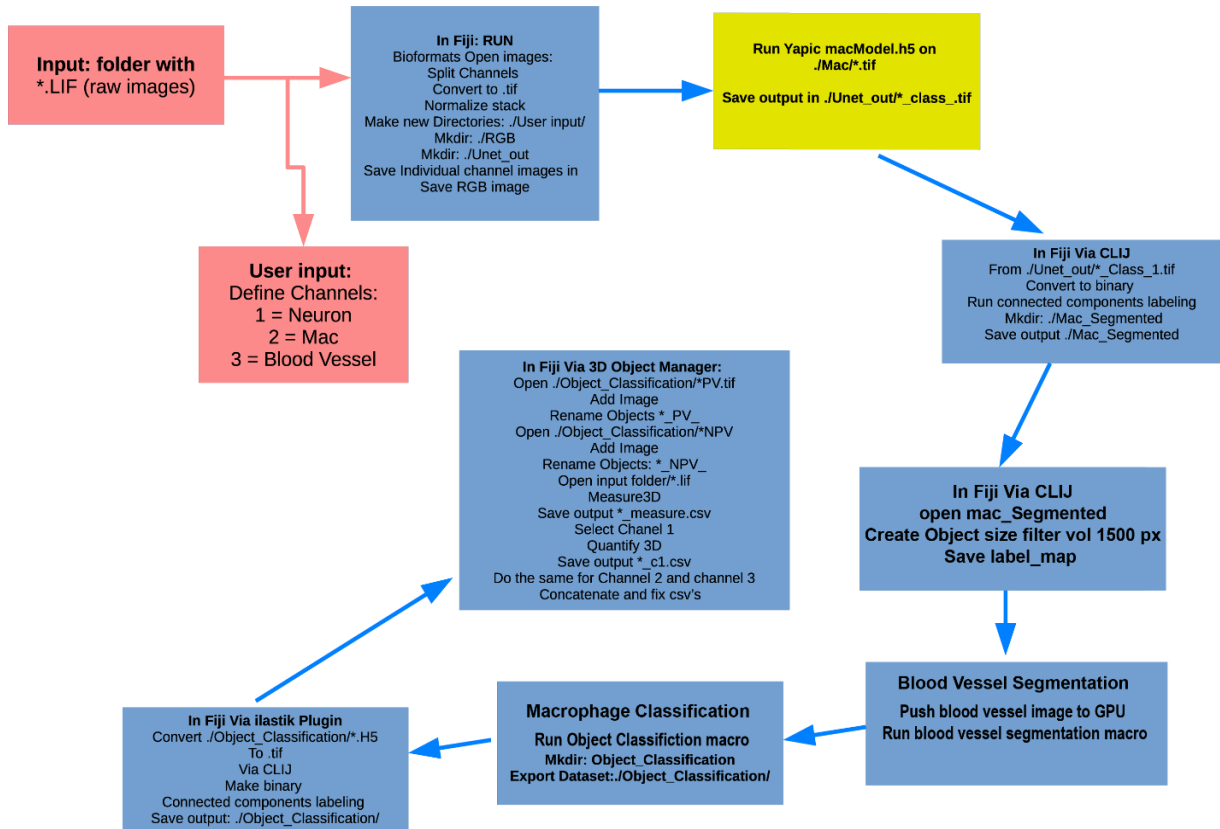 Input: folder with
*.LIF (raw images)
In Fiji: RUN
Bioformats Open images:
Split Channels
Convert to .tif
Normalize stack
Make new Directories: ./User input/
Mkdir: ./RGB
Mkdir: ./Unet_out
Save Individual channel images in
Save RGB image
Run Yapic macModel.h5 on
./Mac/*.tif
Save output in ./Unet_out/*_class_.tif
User input:
Define Channels:
1 = Neuron
2 = Mac
3 = Blood Vessel
In Fiji Via CLIJ
From ./Unet_out/*_Class_1.tif
Convert to binary
Run connected components labeling
Mkdir: ./Mac_Segmented
Save output ./Mac_Segmented
In Fiji Via CLIJ
open mac_Segmented
Create Object size filter vol 1500 px
Save label_map
Blood Vessel Segmentation
Push blood vessel image to GPU
Run blood vessel segmentation macro
Macrophage Classification
Run Object Classifiction macro
Mkdir: Object_Classification
Export Dataset:./Object_Classification/
In Fiji Via ilastik Plugin
Convert ./Object_Classification/*.H5
To .tif
Via CLIJ
Make binary
Connected components labeling
Save output: ./Object_Classification/
In Fiji Via 3D Object Manager:
Open ./Object_Classification/*PV.tif
Add Image
Rename Objects *_PV_
Open ./Object_Classification/*NPV
Add Image
Rename Objects: *_NPV_
Open input folder/*.lif
Measure3D
Save output *_measure.csv
Select Chanel 1
Quantify 3D
Save output *_c1.csv
Do the same for Channel 2 and channel 3
Concatenate and fix csv's